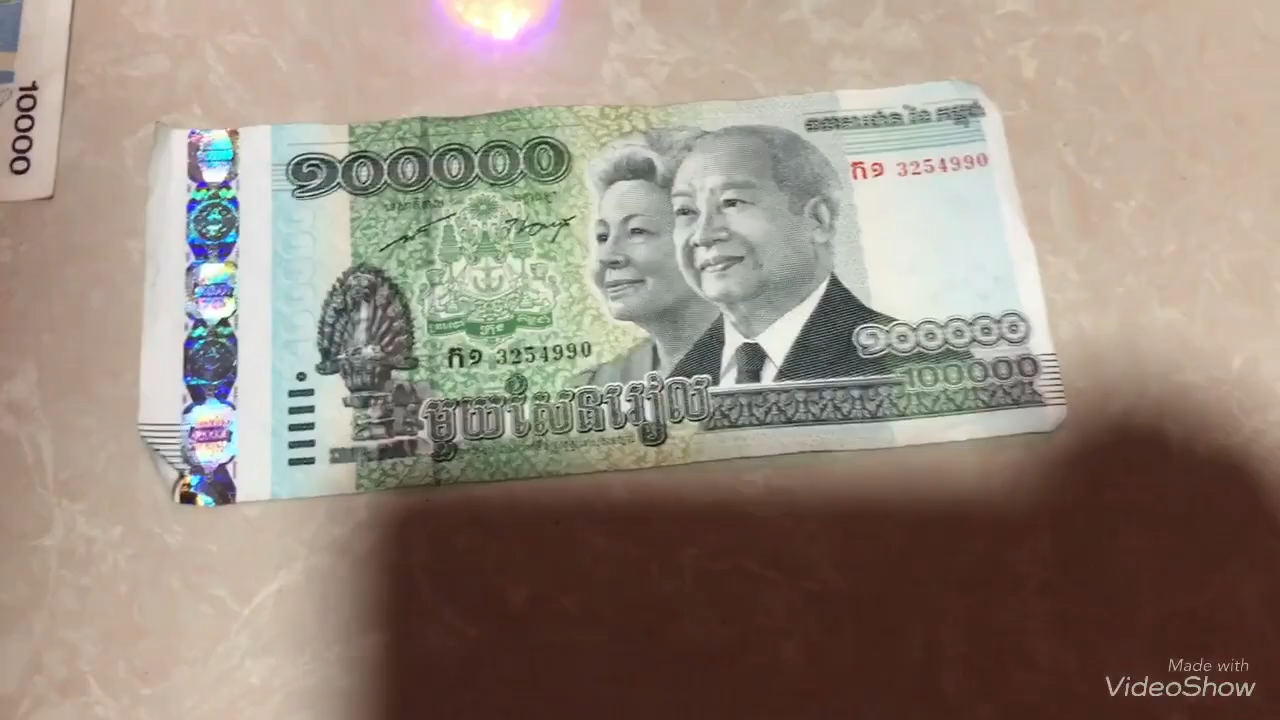 10000
១០០០០០
ធនាគារជាតិ នៃ កម្ពុជា
ក១ 3254990
ក១ 3254990
១០០០០០
100000
មួយសែនរៀល
Made with
VideoShow